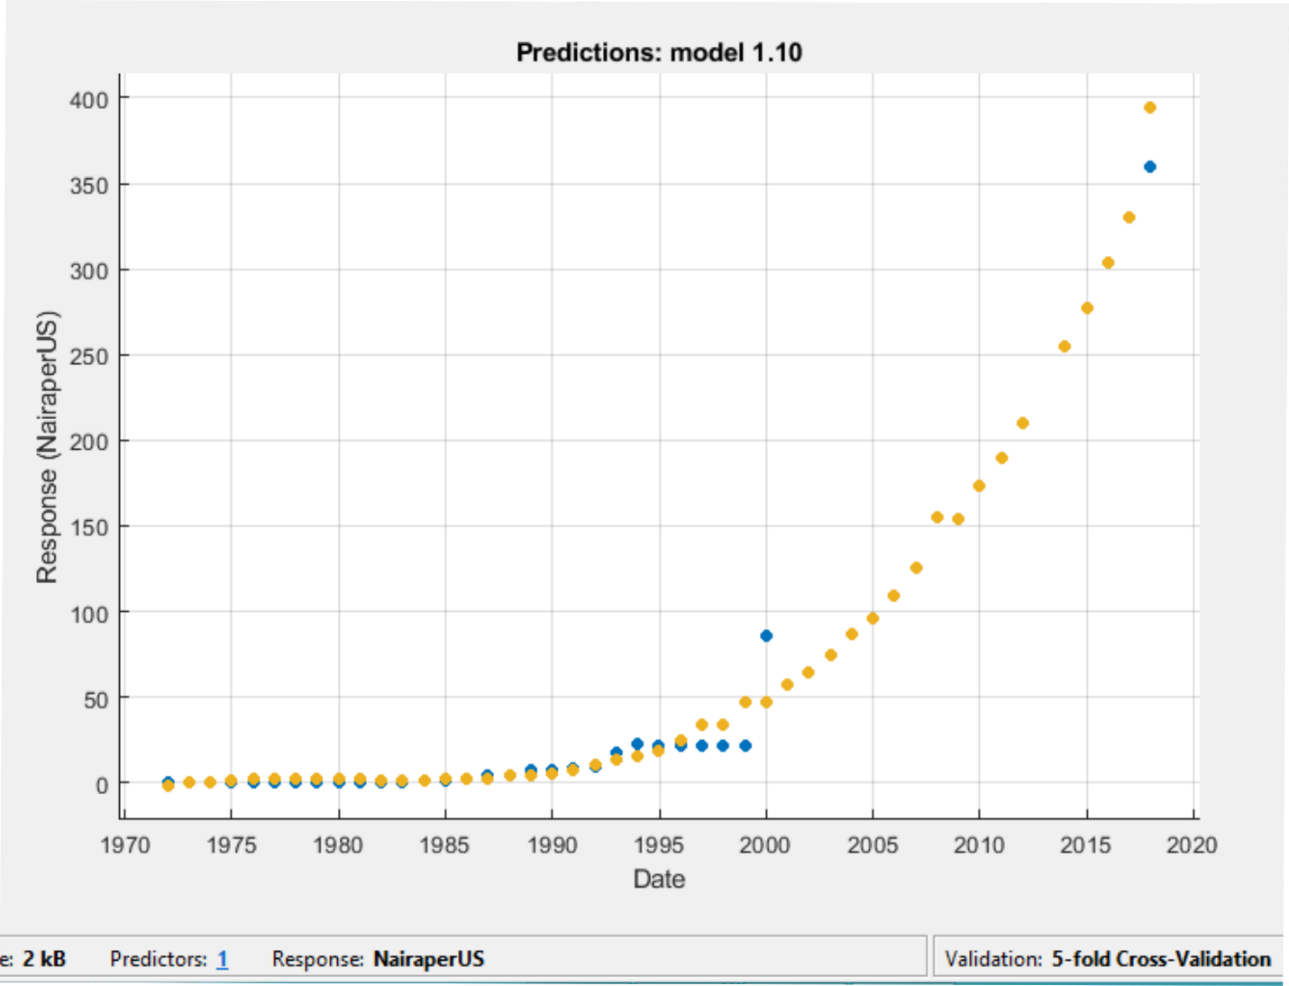 Predictions: model 1.10
400
350
300
250
200
150
100
50
0
Response (NairaperUS)
1970 1975 1980 1985 1990 1995 2000 2005 2010 2015 2020
Date
e: 2 kB Predictors: 1 Response: NairaperUS Validation: 5-fold Cross-Validation